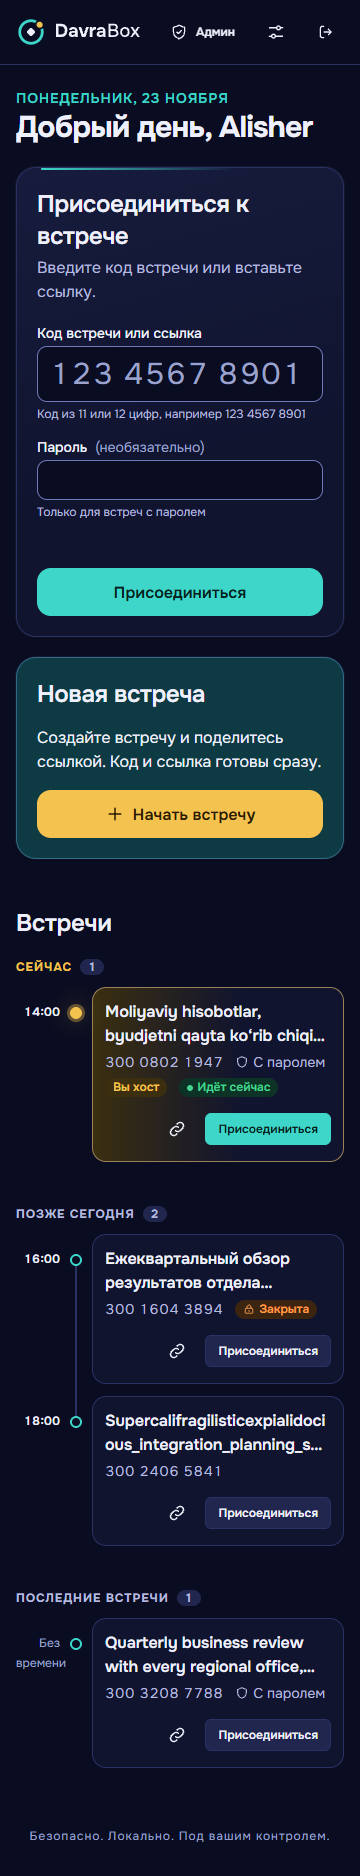 DavraBox Админ
ПОНЕДЕЛЬНИК, 23 НОЯБРЯ
Добрый день, Alisher
Присоединиться к
встрече
Введите код встречи или вставьте
ссылку.
Код встречи или ссылка
123 4567 8901
Код из 11 или 12 цифр, например 123 4567 8901
Пароль (необязательно)
Только для встреч с паролем
Присоединиться
Новая встреча
Создайте встречу и поделитесь
ссылкой. Код и ссылка готовы сразу.
Начать встречу
Встречи
СЕЙЧАС 1
14:00
Moliyaviy hisobotlar,
byudjetni qayta ko‘rib chiqi...
300 0802 1947 С паролем
Вы хост Идёт сейчас
Присоединиться
ПОЗЖЕ СЕГОДНЯ 2
16:00
Ежеквартальный обзор
результатов отдела...
300 1604 3894 Закрыта
Присоединиться
18:00
Supercalifragilisticexpialidoci
ous_integration_planning_s...
300 2406 5841
Присоединиться
ПОСЛЕДНИЕ ВСТРЕЧИ 1
Без
времени
Quarterly business review
with every regional office,...
300 3208 7788 С паролем
Присоединиться
Безопасно. Локально. Под вашим контролем.